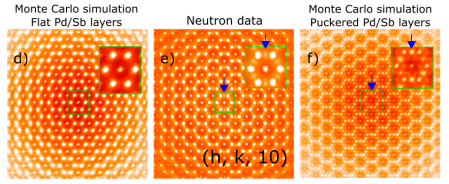 Monte Carlo simulation
Flat Pd/Sb layers
Neutron data
Monte Carlo simulation
Puckered Pd/Sb layers
d)
e)
f)
(h, k, 10)